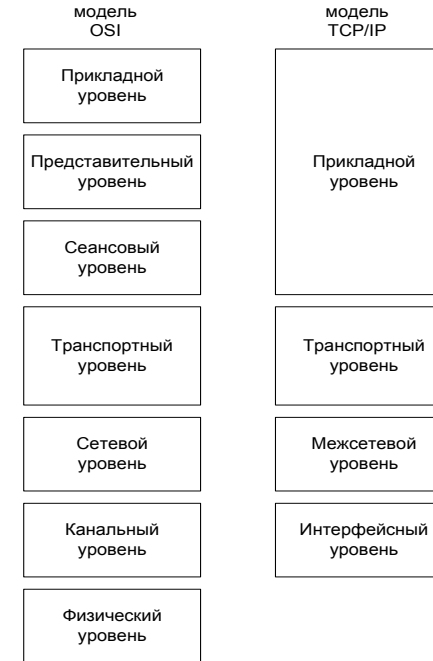 модель
OSI
Прикладной
уровень
Представительный
уровень
Сеансовый
уровень
Транспортный
уровень
Сетевой
уровень
Канальный
уровень
Физический
уровень
модель
TCP/IP
Прикладной
уровень
Транспортный
уровень
Межсетевой
уровень
Интерфейсный
уровень